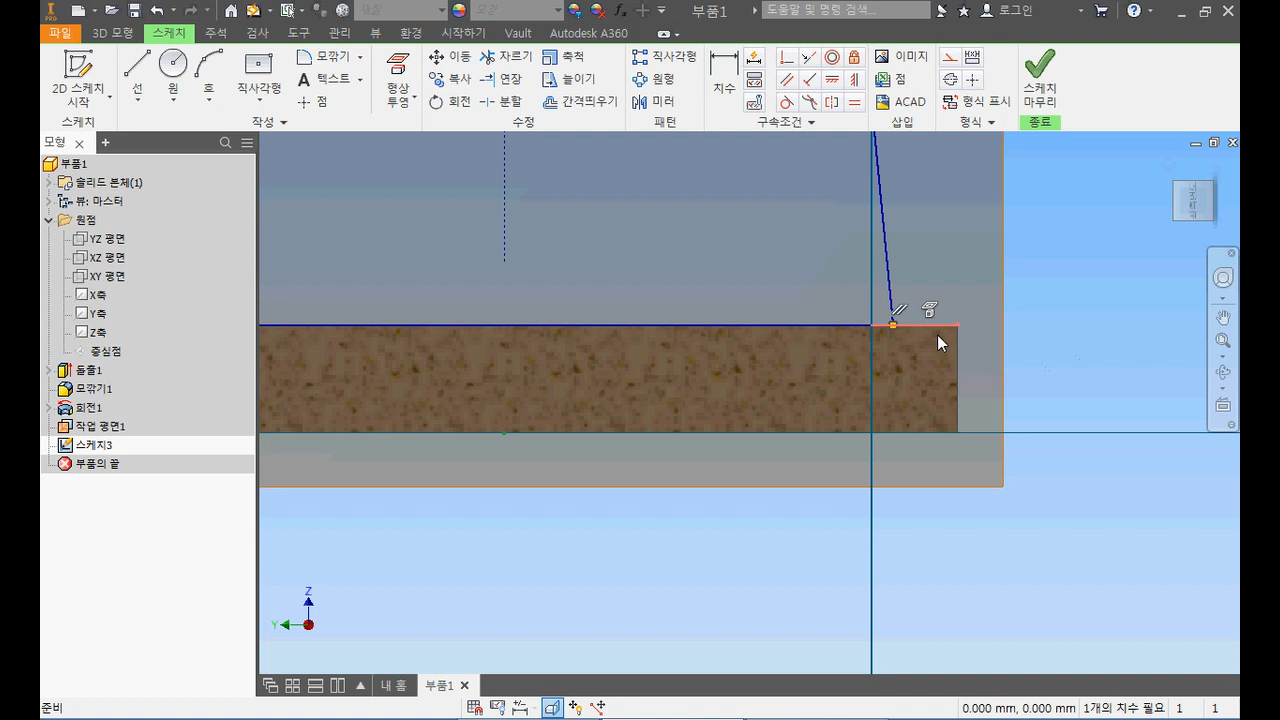 PRO
부품1
도움말 및 명령 검색...
로그인
파일
3D 모형
스케치
주석
검사
도구
관리
뷰
환경
시작하기
Vault
Autodesk A360
2D 스케치 시작
선
원
호
직사각형
모깎기
텍스트
점
형상 투영
이동
자르기
축척
복사
연장
늘이기
회전
분할
간격띄우기
직사각형
원형
미러
치수
이미지
점
ACAD
형식 표시
스케치 마무리
스케치
작성
수정
패턴
구속조건
삽입
형식
종료
모형
부품1
솔리드 본체(1)
뷰: 마스터
원점
YZ 평면
XZ 평면
XY 평면
X축
Y축
Z축
중심점
돌출1
모깎기1
회전1
작업 평면1
스케치3
부품의 끝
Z
Y
내 홈
부품1
준비
0.000 mm, 0.000 mm
1개의 치수 필요
1
1